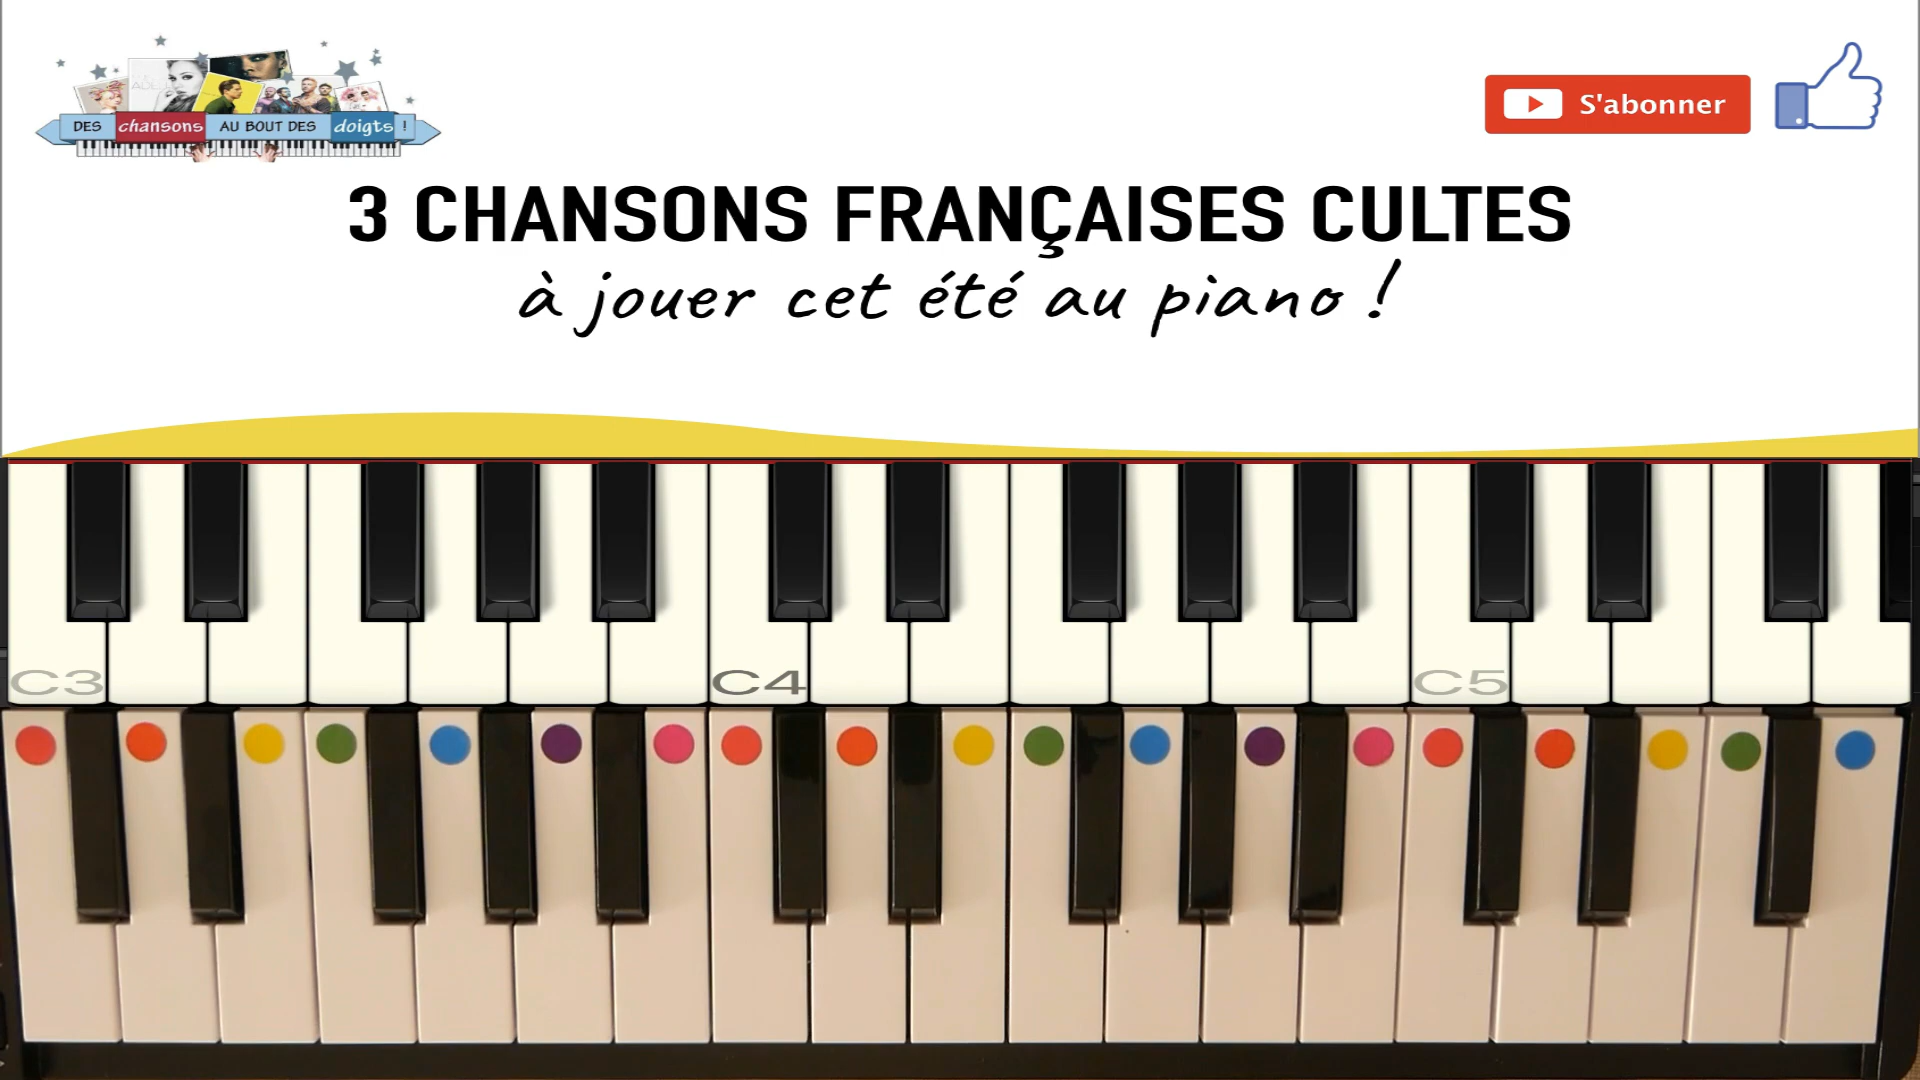 DES chansons AU BOUT DES doigts !
S'abonner
3 CHANSONS FRANÇAISES CULTES
à jouer cet été au piano !
C3 C4 C5